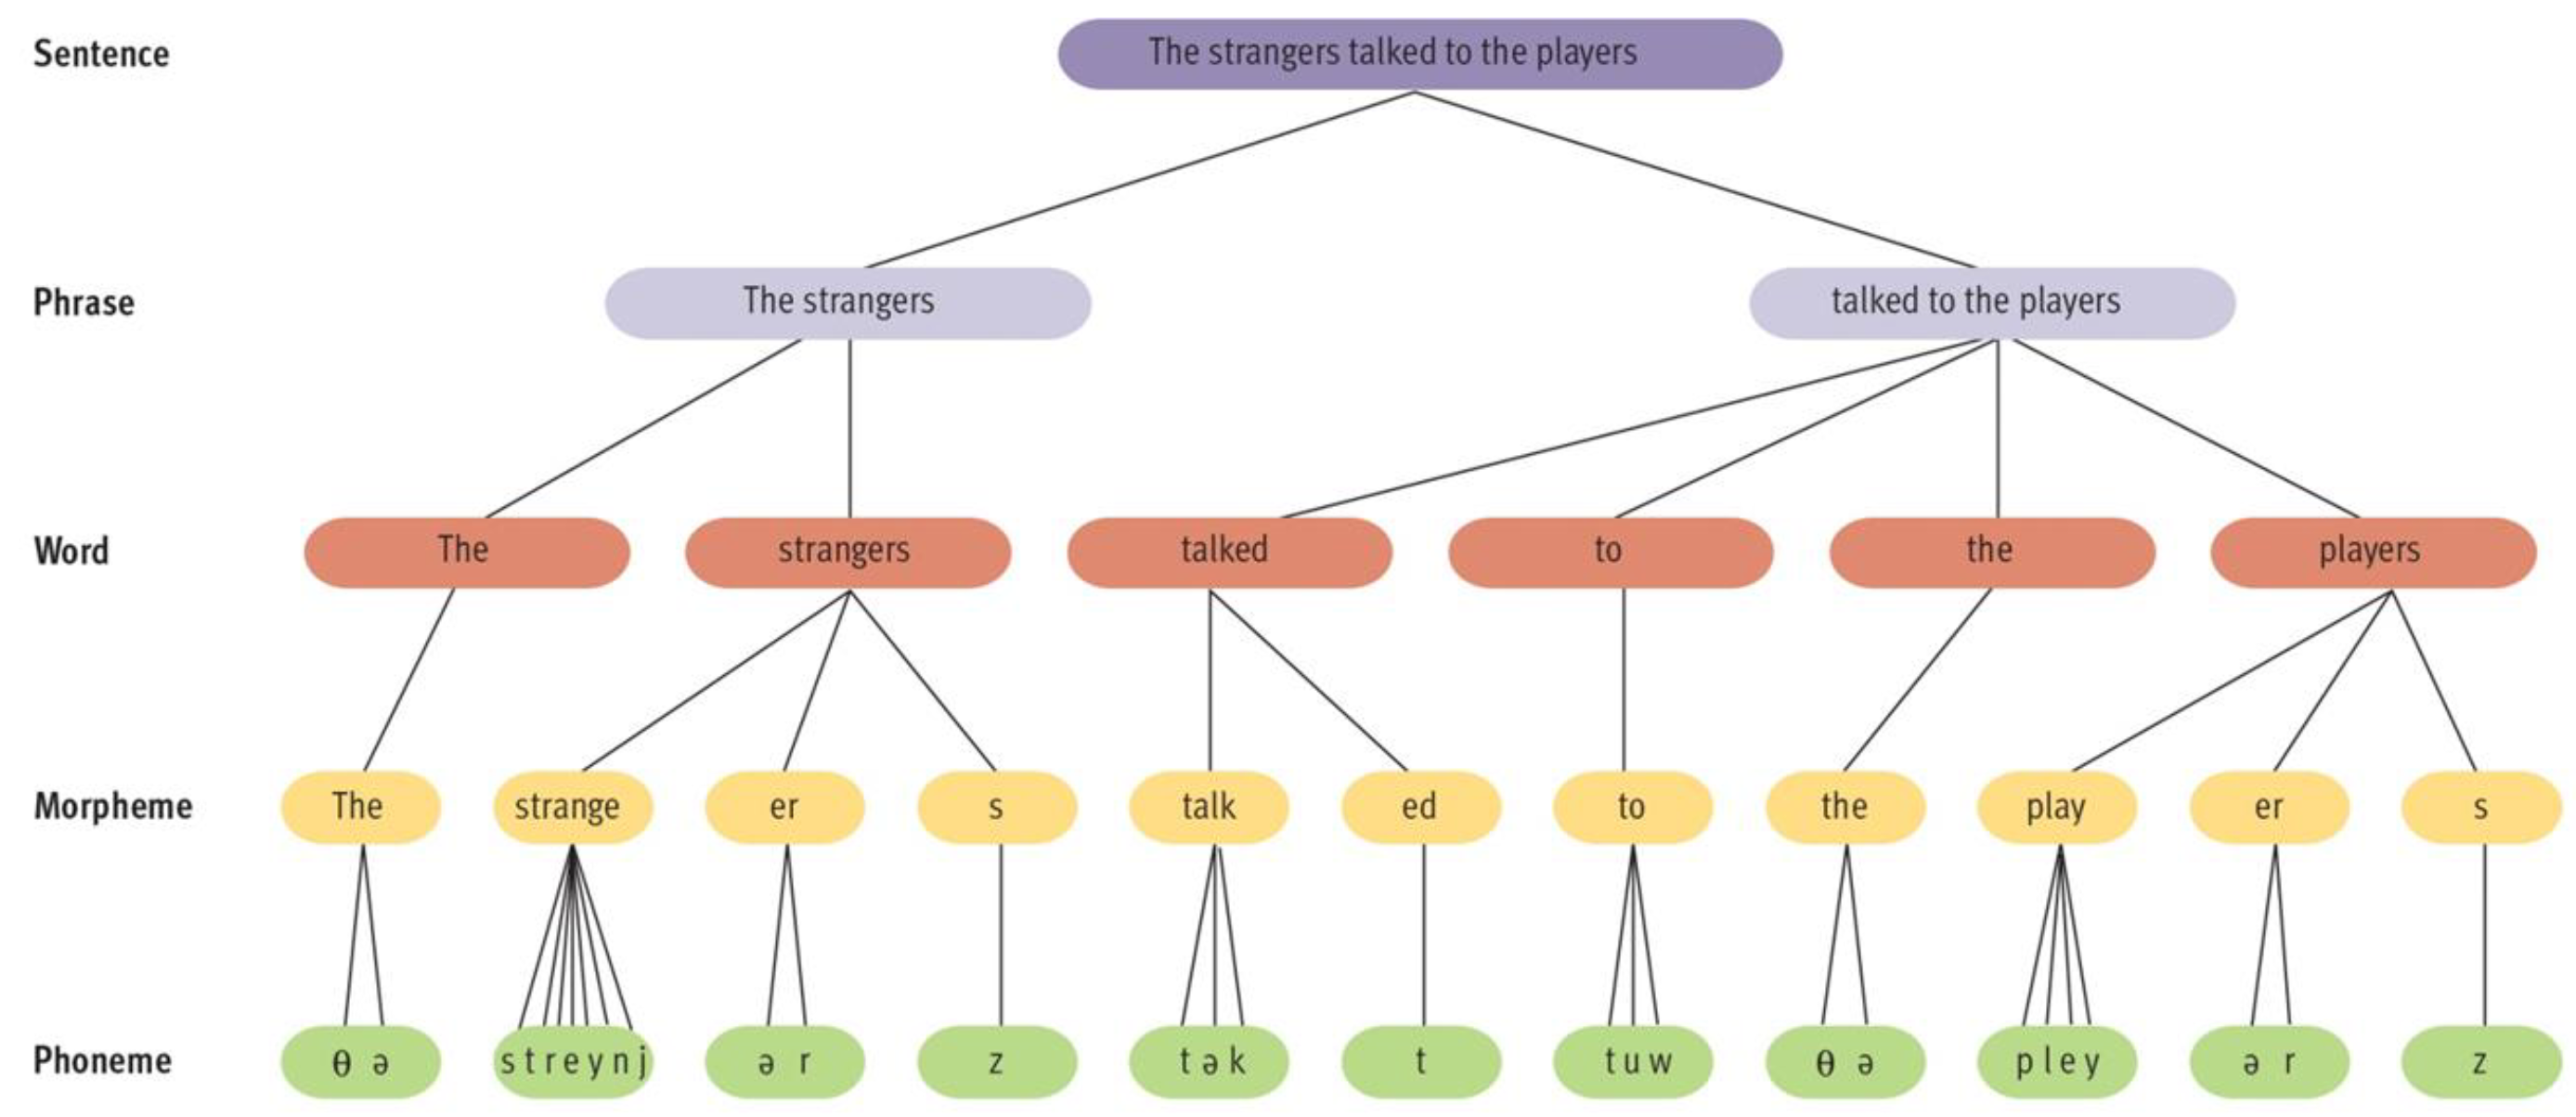 Sentence The strangers talked to the players
Phrase The strangers talked to the players
Word The strangers talked to the players
Morpheme The strange er s talk ed to the play er s
Phoneme θ ə s t r e y n j ə r z t ə k t t u w θ ə p l e y ə r z